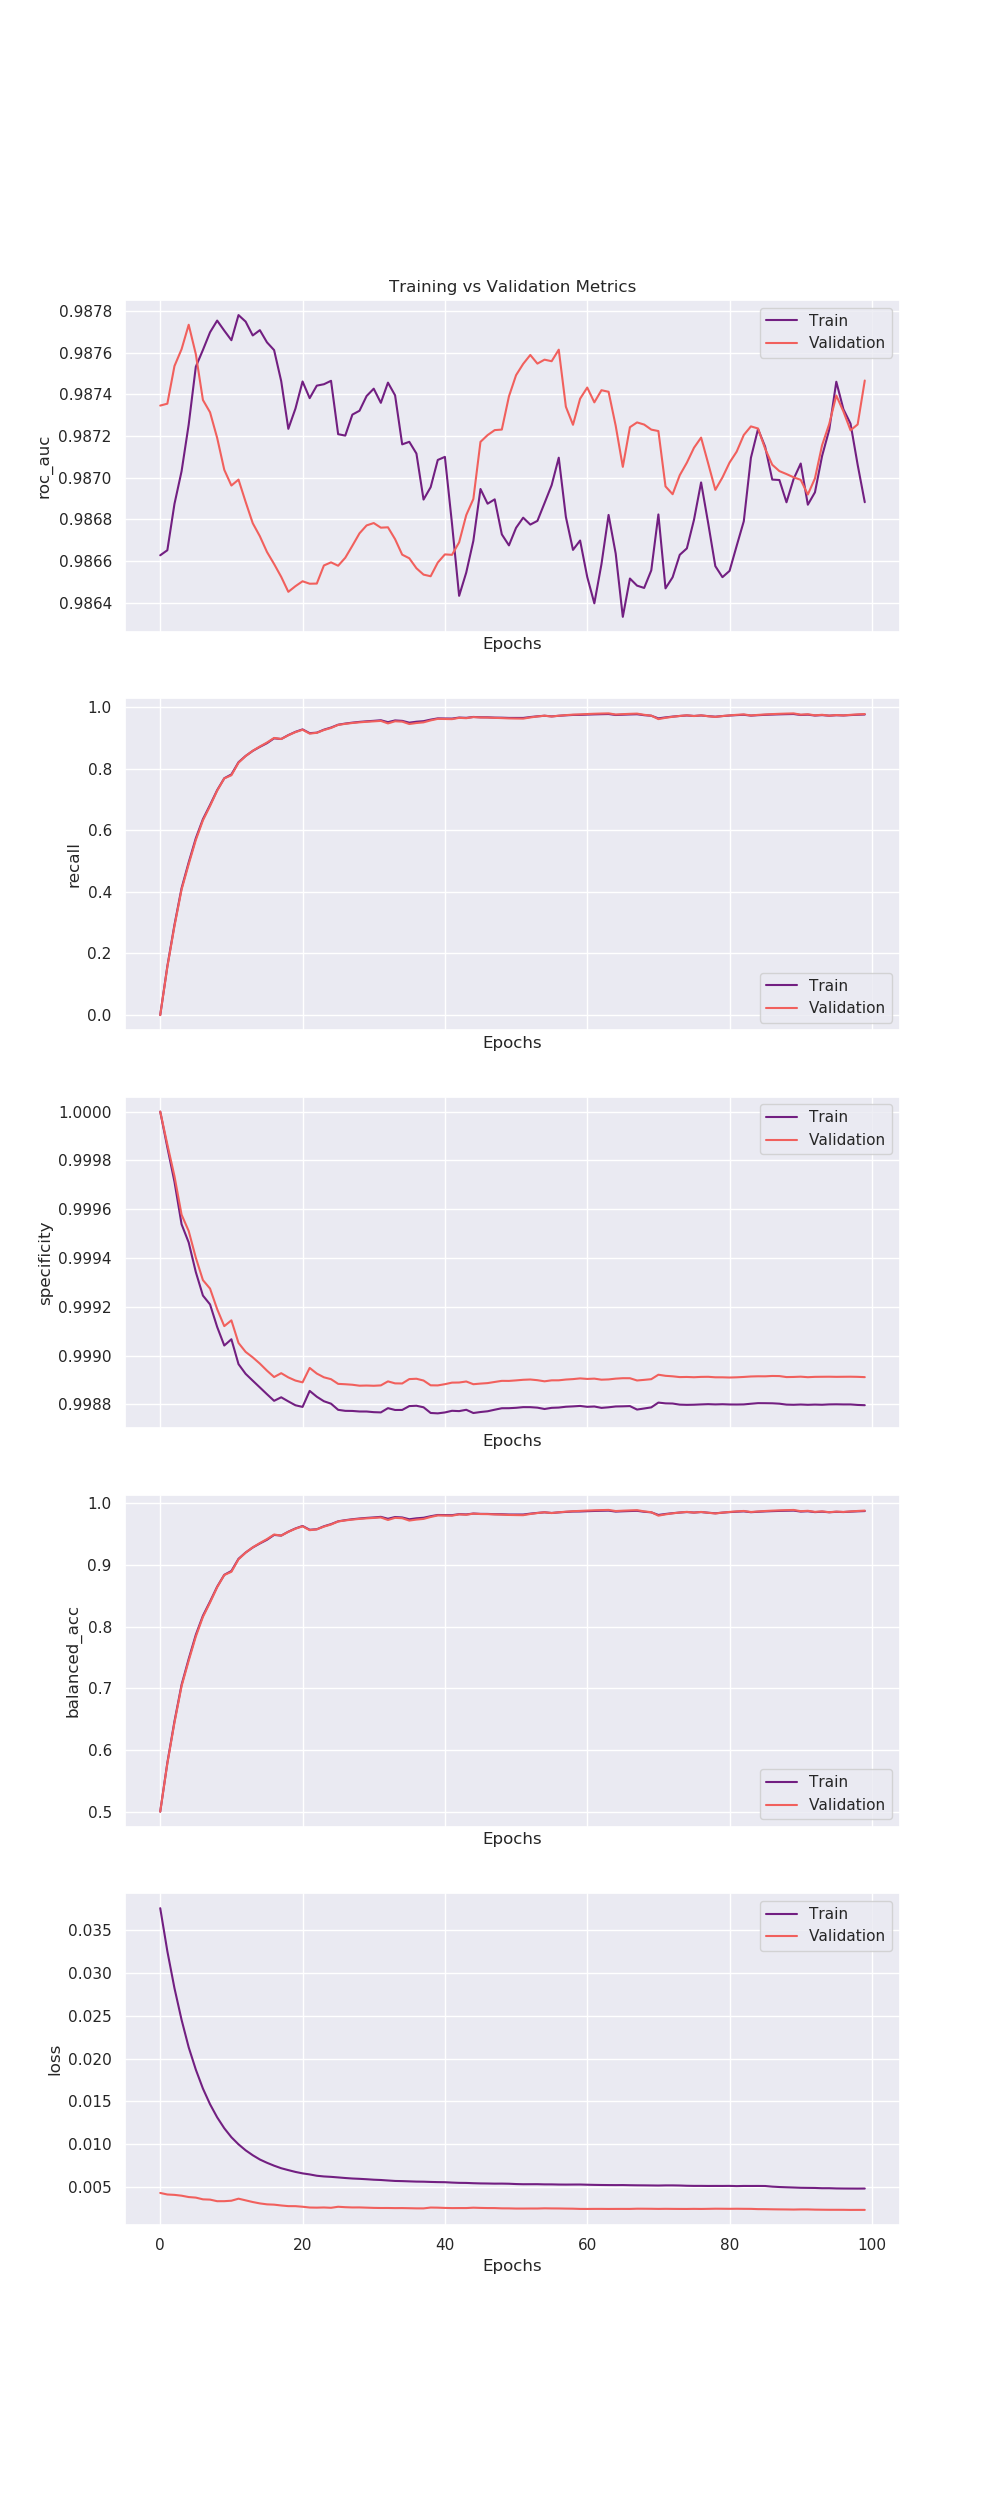 Training vs Validation Metrics
0.9878
0.9876
0.9874
0.9872
0.9870
0.9868
0.9866
0.9864
roc_auc
Train
Validation
Epochs
1.0
0.8
0.6
0.4
0.2
0.0
recall
Train
Validation
Epochs
1.0000
0.9998
0.9996
0.9994
0.9992
0.9990
0.9988
specificity
Train
Validation
Epochs
1.0
0.9
0.8
0.7
0.6
0.5
balanced_acc
Train
Validation
Epochs
0.035
0.030
0.025
0.020
0.015
0.010
0.005
loss
Train
Validation
0 20 40 60 80 100
Epochs